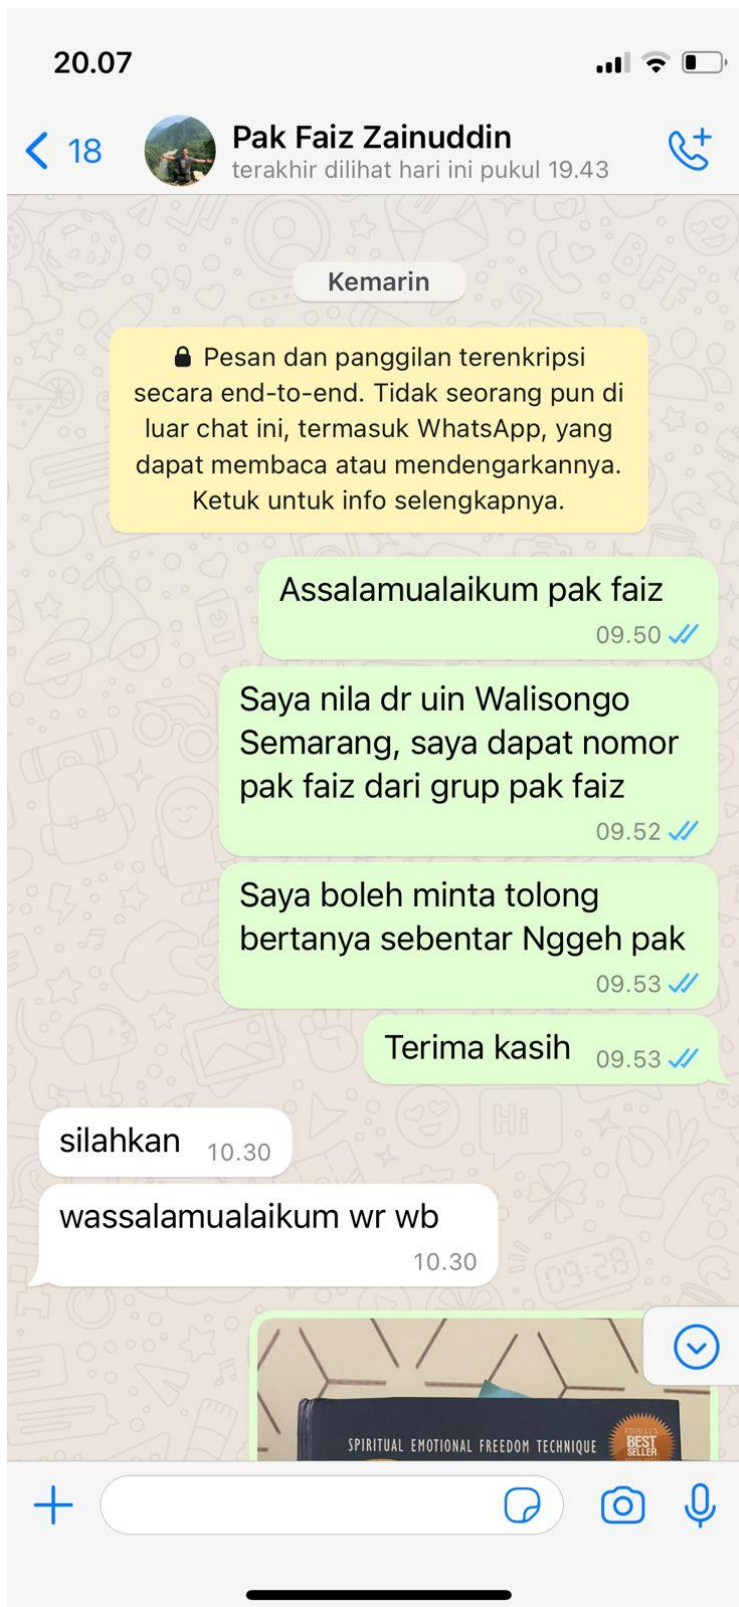 20.07
18
Pak Faiz Zainuddin
terakhir dilihat hari ini pukul 19.43
Kemarin
Pesan dan panggilan terenkripsi
secara end-to-end. Tidak seorang pun di
luar chat ini, termasuk WhatsApp, yang
dapat membaca atau mendengarkannya.
Ketuk untuk info selengkapnya.
Assalamualaikum pak faiz
09.50
Saya nila dr uin Walisongo
Semarang, saya dapat nomor
pak faiz dari grup pak faiz
09.52
Saya boleh minta tolong
bertanya sebentar Nggeh pak
09.53
Terima kasih 09.53
silahkan 10.30
wassalamualaikum wr wb
10.30
SPIRITUAL EMOTIONAL FREEDOM TECHNIQUE
BEST
SELLER